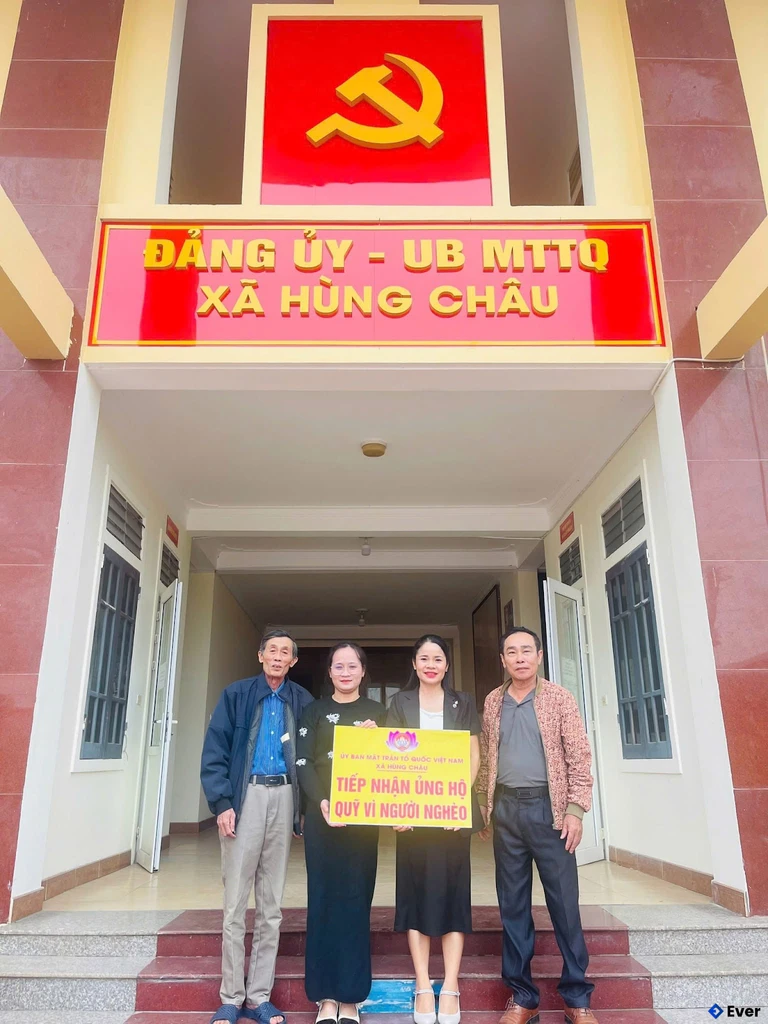 ĐẢNG ỦY - UB MTTQ
XÃ HÙNG CHÂU
ỦY BAN MẶT TRẬN TỔ QUỐC VIỆT NAM
XÃ HÙNG CHÂU
TIẾP NHẬN ỦNG HỘ
QUỸ VÌ NGƯỜI NGHÈO
Ever